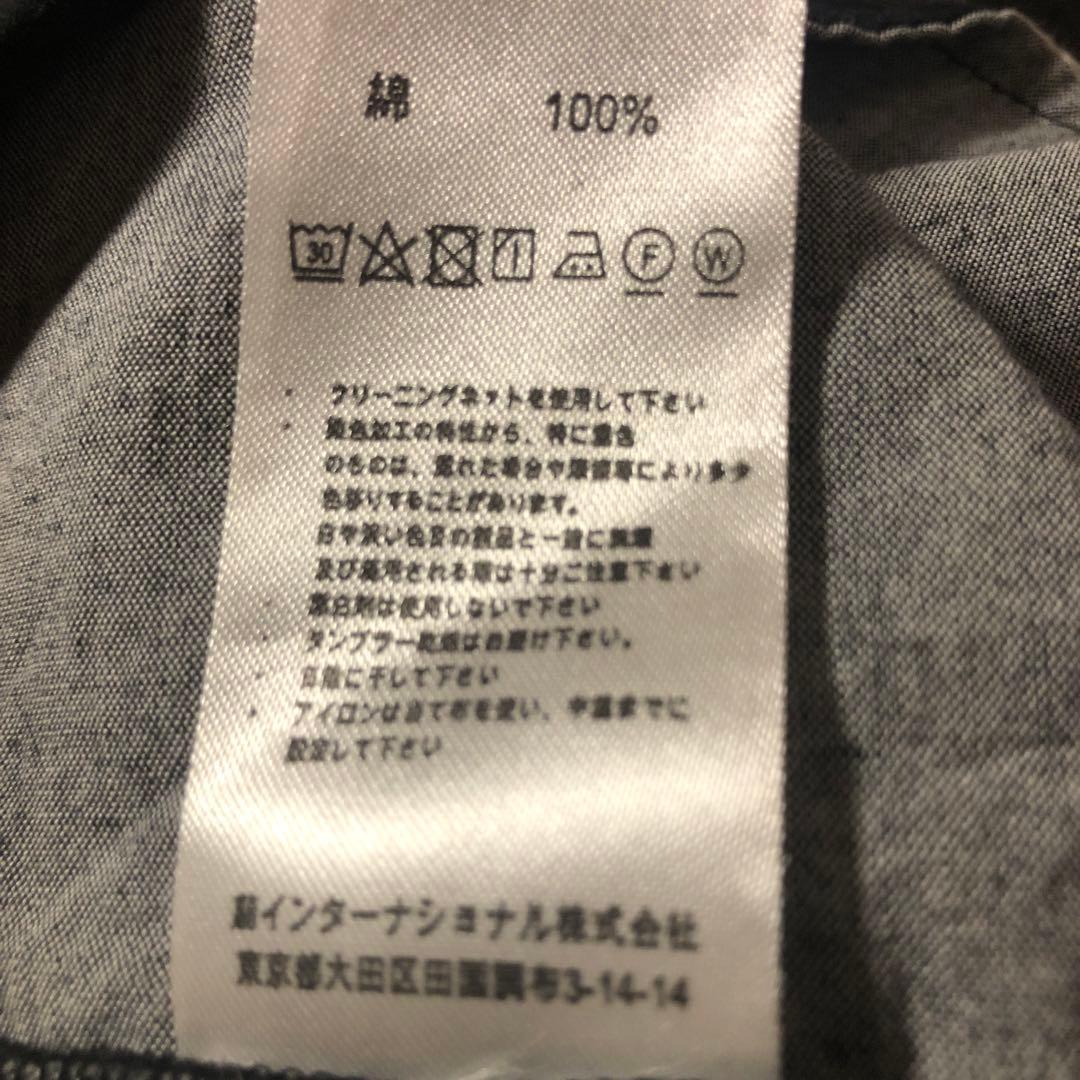 綿 100%
30 F W
・ クリーニングネットを使用して下さい
・ 染色加工の特性から、特に濃色
のものは、濡れた場合や摩擦等により多少
色移りすることがあります。
白や淡い色目の製品と一緒に洗濯
及び着用される際は十分ご注意下さい
・ 漂白剤は使用しないで下さい
・ タンブラー乾燥はお避け下さい。
・ 日陰に干して下さい
・ アイロンは当て布を使い、中温までに
設定して下さい
インターナショナル株式会社
東京都大田区田園調布3-14-14